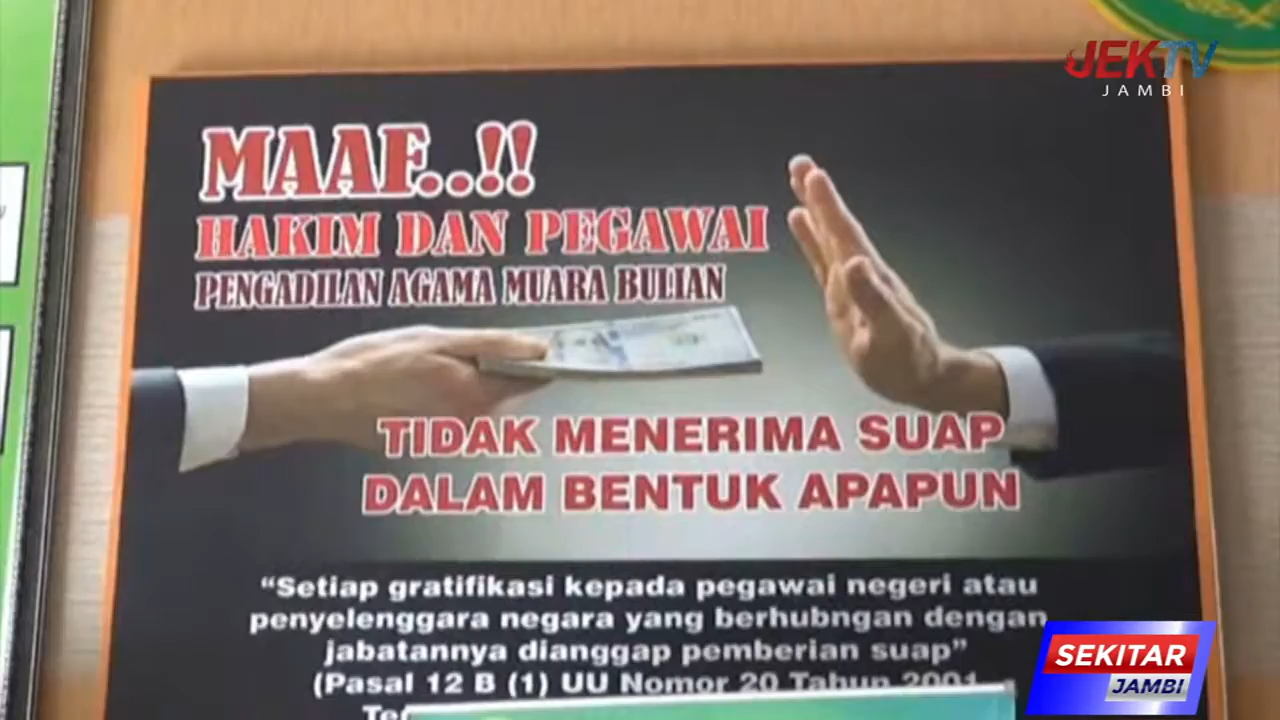 JEKTV
JAMBI
MAAF..!!
HAKIM DAN PEGAWAI
PENGADILAN AGAMA MUARA BULIAN
TIDAK MENERIMA SUAP
DALAM BENTUK APAPUN
“Setiap gratifikasi kepada pegawai negeri atau
penyelenggara negara yang berhubngan dengan
jabatannya dianggap pemberian suap”
(Pasal 12 B (1) UU Nomor 20 Tahun 2001
SEKITAR
JAMBI